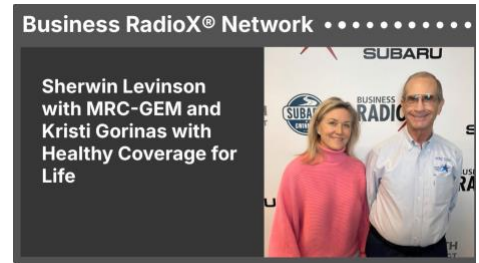 Business RadioX® Network
SUBARU
Sherwin Levinson
with MRC-GEM and
Kristi Gorinas with
Healthy Coverage for
Life
BUSINESS
RADIO